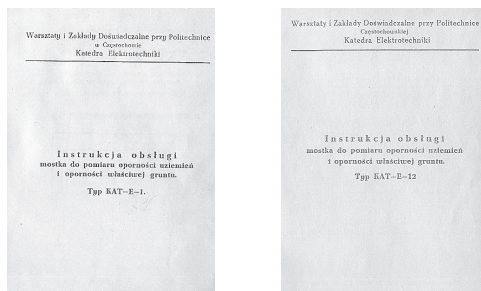 Warsztaty i Zakłady Doświadczalne przy Politechnice
w Częstochowie
Katedra Elektrotechniki
Instrukcja obsługi
mostka do pomiaru oporności uziemień
i oporności właściwej gruntu.
Typ KAT-E-1.
Warsztaty i Zakłady Doświadczalne przy Politechnice
Częstochowskiej
Katedra Elektrotechniki
Instrukcja obsługi
mostka do pomiaru oporności uziemień
i oporności właściwej gruntu.
Typ KAT-E-12